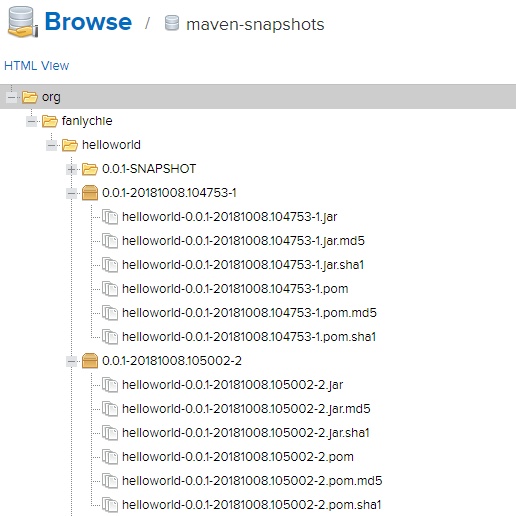 Browse / maven-snapshots
HTML View
org
fanlychie
helloworld
0.0.1-SNAPSHOT
0.0.1-20181008.104753-1
helloworld-0.0.1-20181008.104753-1.jar
helloworld-0.0.1-20181008.104753-1.jar.md5
helloworld-0.0.1-20181008.104753-1.jar.sha1
helloworld-0.0.1-20181008.104753-1.pom
helloworld-0.0.1-20181008.104753-1.pom.md5
helloworld-0.0.1-20181008.104753-1.pom.sha1
0.0.1-20181008.105002-2
helloworld-0.0.1-20181008.105002-2.jar
helloworld-0.0.1-20181008.105002-2.jar.md5
helloworld-0.0.1-20181008.105002-2.jar.sha1
helloworld-0.0.1-20181008.105002-2.pom
helloworld-0.0.1-20181008.105002-2.pom.md5
helloworld-0.0.1-20181008.105002-2.pom.sha1